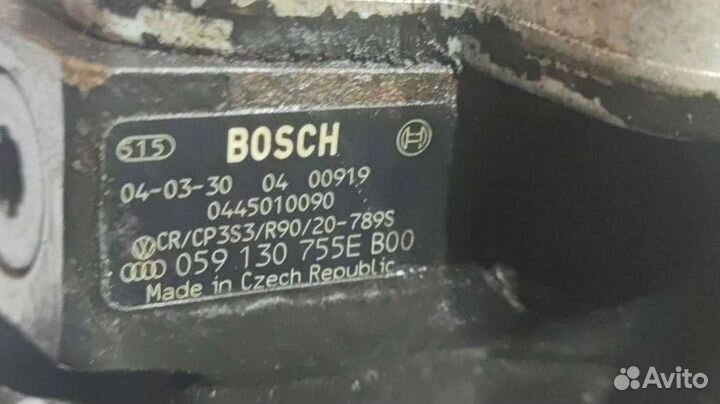 615 BOSCH
04-03-30 04 00919
0445010090
CR/CP3S3/R90/20-789S
059 130 755E B00
Made in Czech Republic
Avito